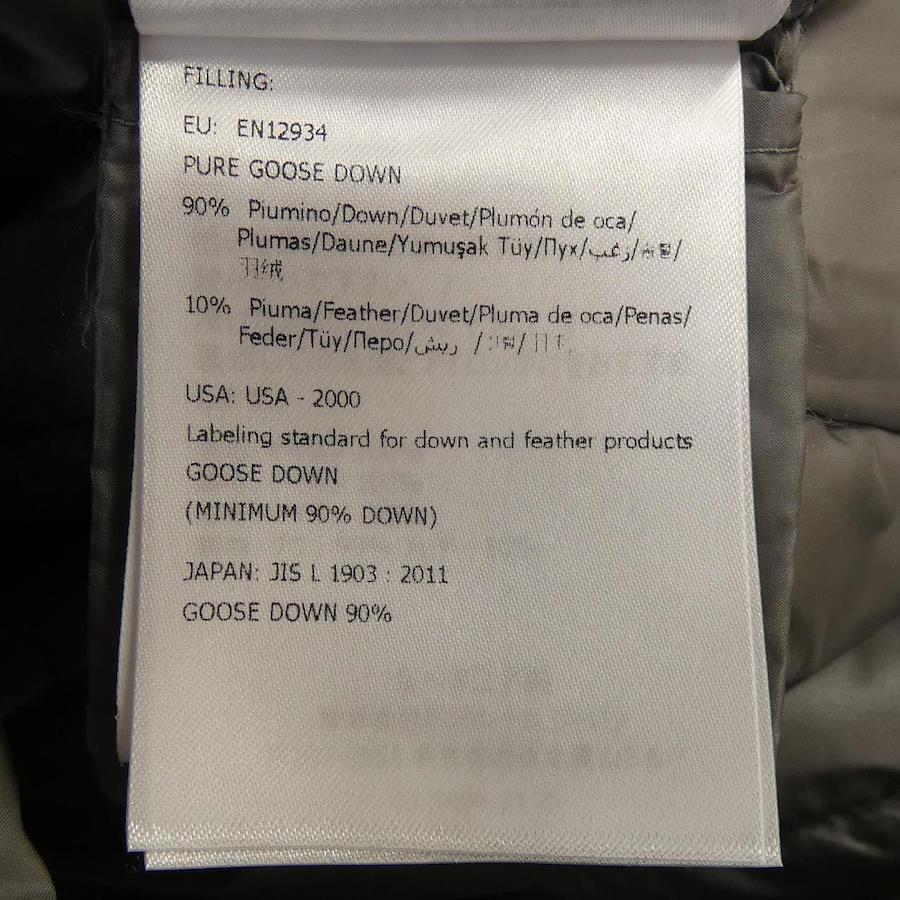 FILLING:
EU: EN12934
PURE GOOSE DOWN
90% Piumino/Down/Duvet/Plumón de oca/
Plumas/Daune/Yumuşak Tüy/Пух/زغب/
羽绒
10% Piuma/Feather/Duvet/Pluma de oca/Penas/
Feder/Tüy/Перо/ريش /
USA: USA - 2000
Labeling standard for down and feather products
GOOSE DOWN
(MINIMUM 90% DOWN)
JAPAN: JIS L 1903 : 2011
GOOSE DOWN 90%